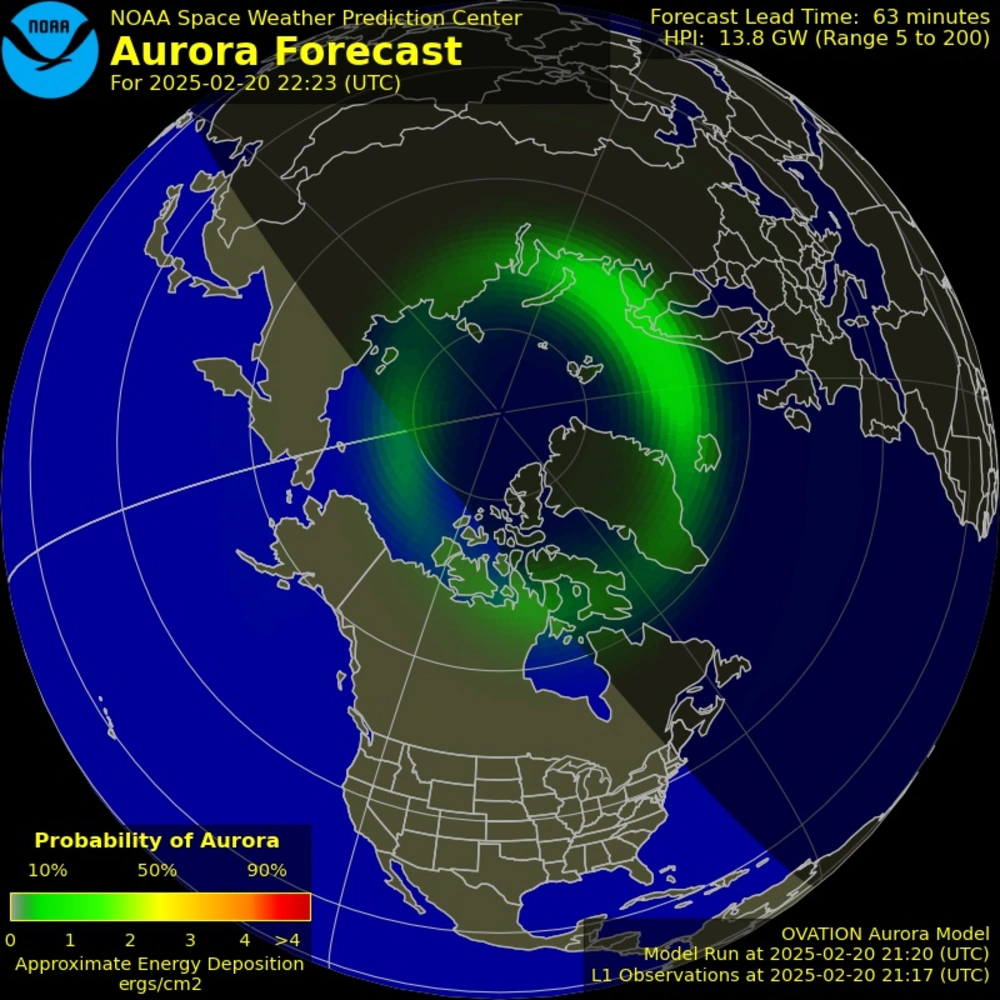 NOAA
NOAA Space Weather Prediction Center
Aurora Forecast
For 2025-02-20 22:23 (UTC)
Forecast Lead Time: 63 minutes
HPI: 13.8 GW (Range 5 to 200)
Probability of Aurora
10% 50% 90%
0 1 2 3 4 >4
Approximate Energy Deposition
ergs/cm2
OVATION Aurora Model
Model Run at 2025-02-20 21:20 (UTC)
L1 Observations at 2025-02-20 21:17 (UTC)